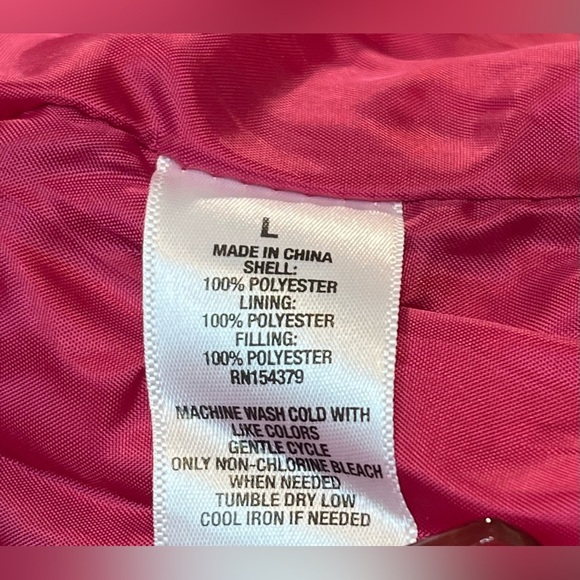 L
MADE IN CHINA
SHELL:
100% POLYESTER
LINING:
100% POLYESTER
FILLING:
100% POLYESTER
RN154379
MACHINE WASH COLD WITH
LIKE COLORS
GENTLE CYCLE
ONLY NON-CHLORINE BLEACH
WHEN NEEDED
TUMBLE DRY LOW
COOL IRON IF NEEDED